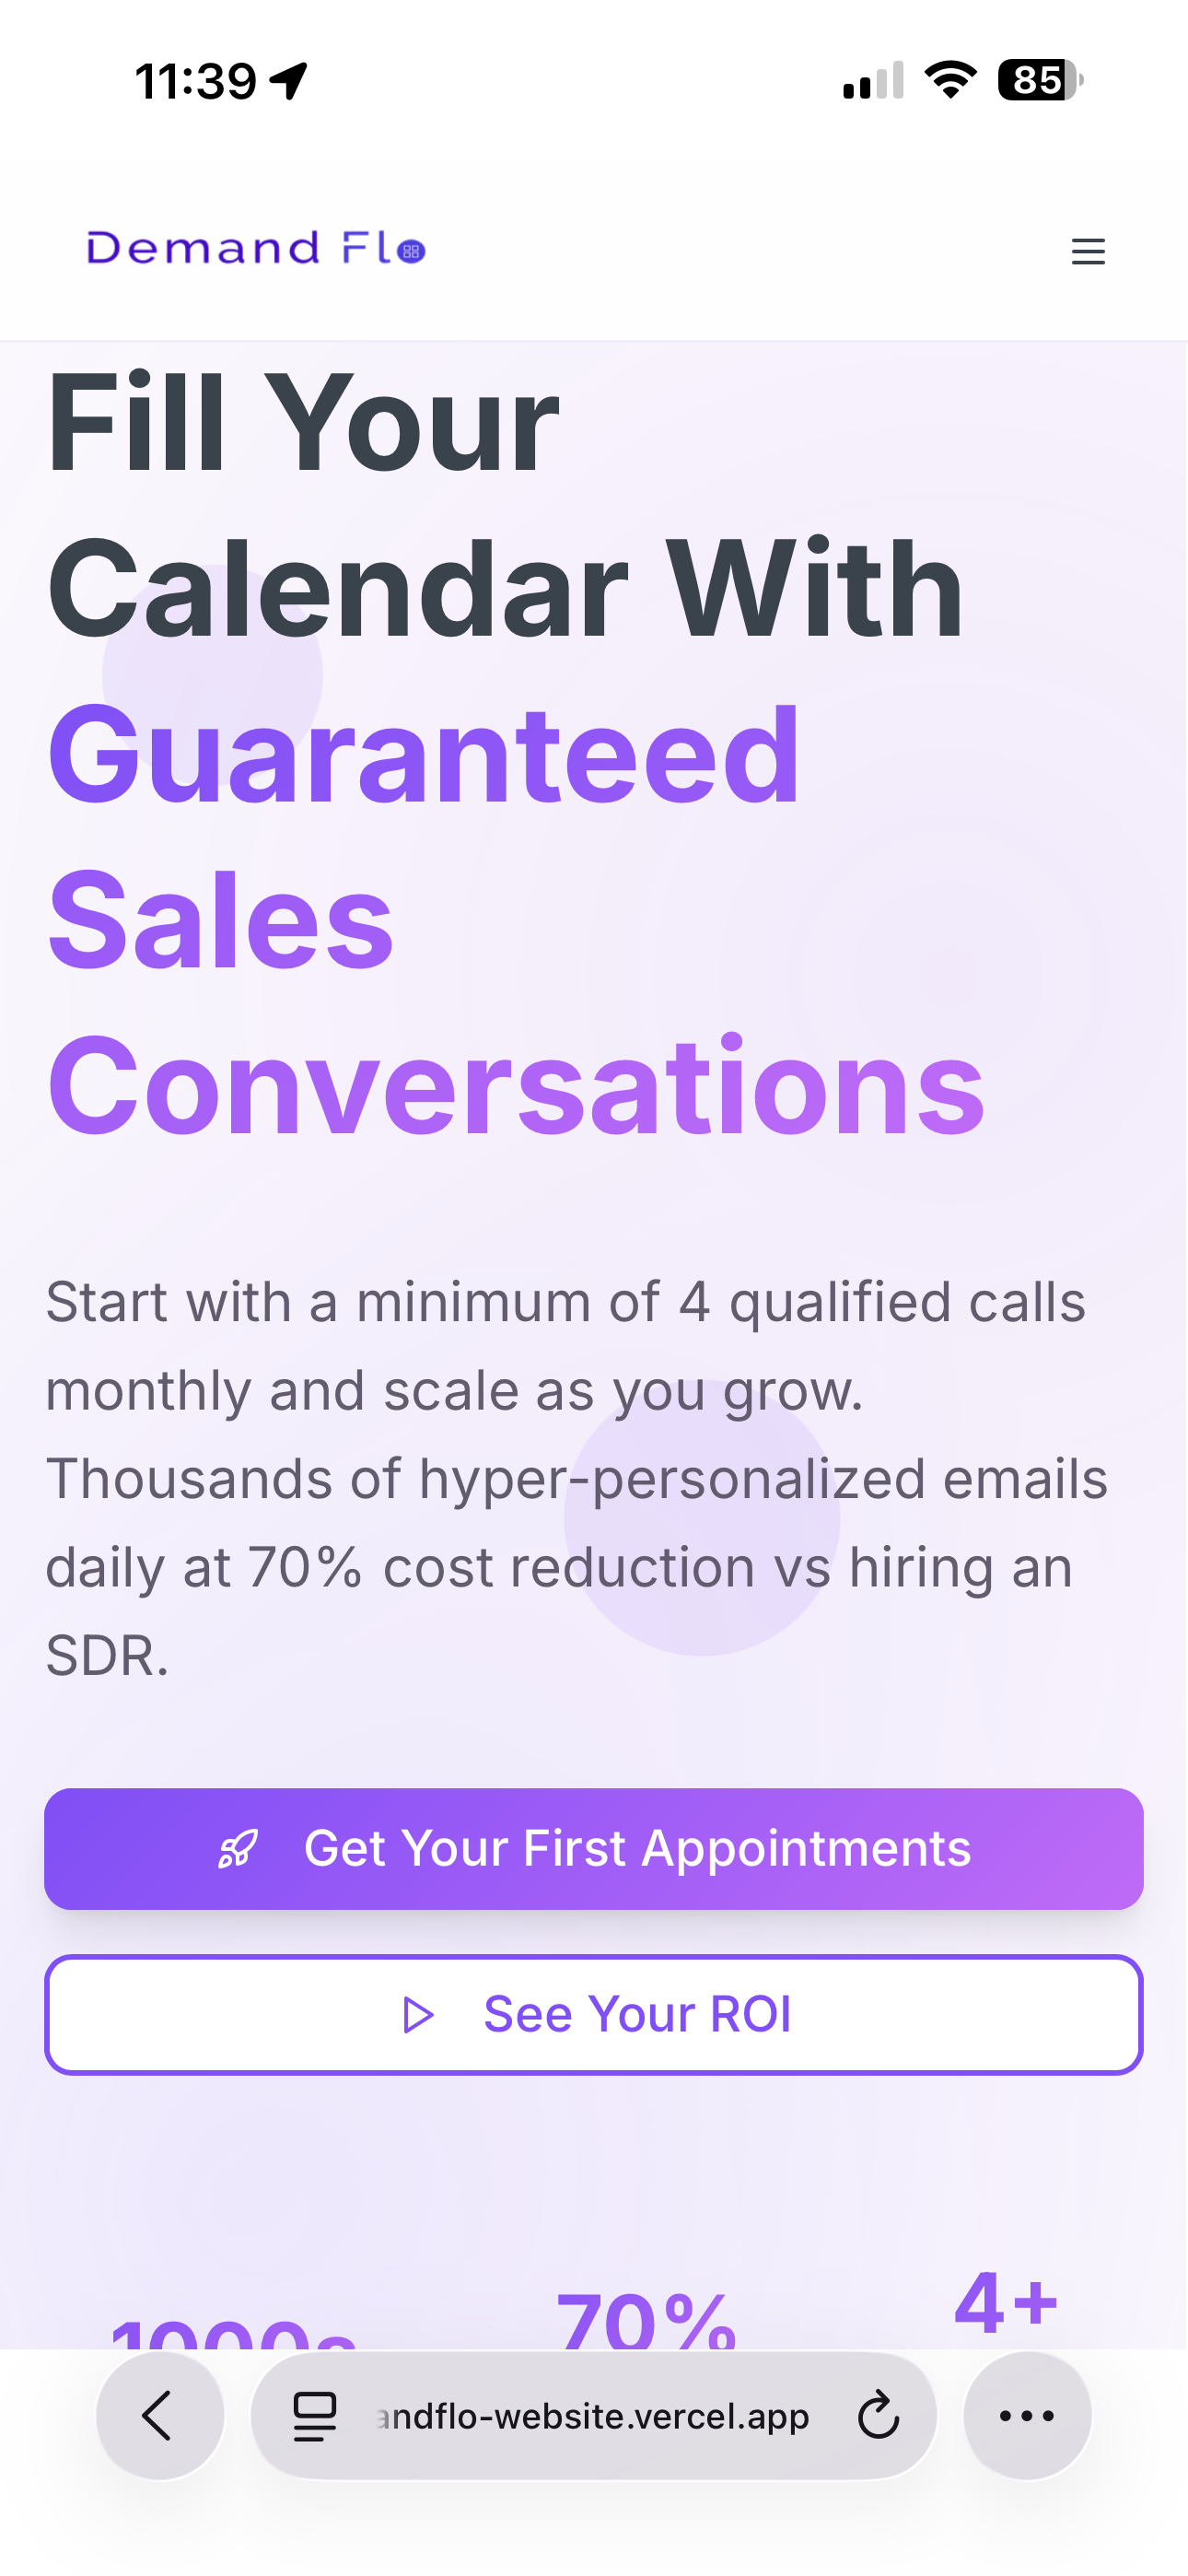 11:39
85
Demand Flo
Fill Your
Calendar With
Guaranteed
Sales
Conversations
Start with a minimum of 4 qualified calls
monthly and scale as you grow.
Thousands of hyper-personalized emails
daily at 70% cost reduction vs hiring an
SDR.
Get Your First Appointments
See Your ROI
1000s 70% 4+
andflo-website.vercel.app